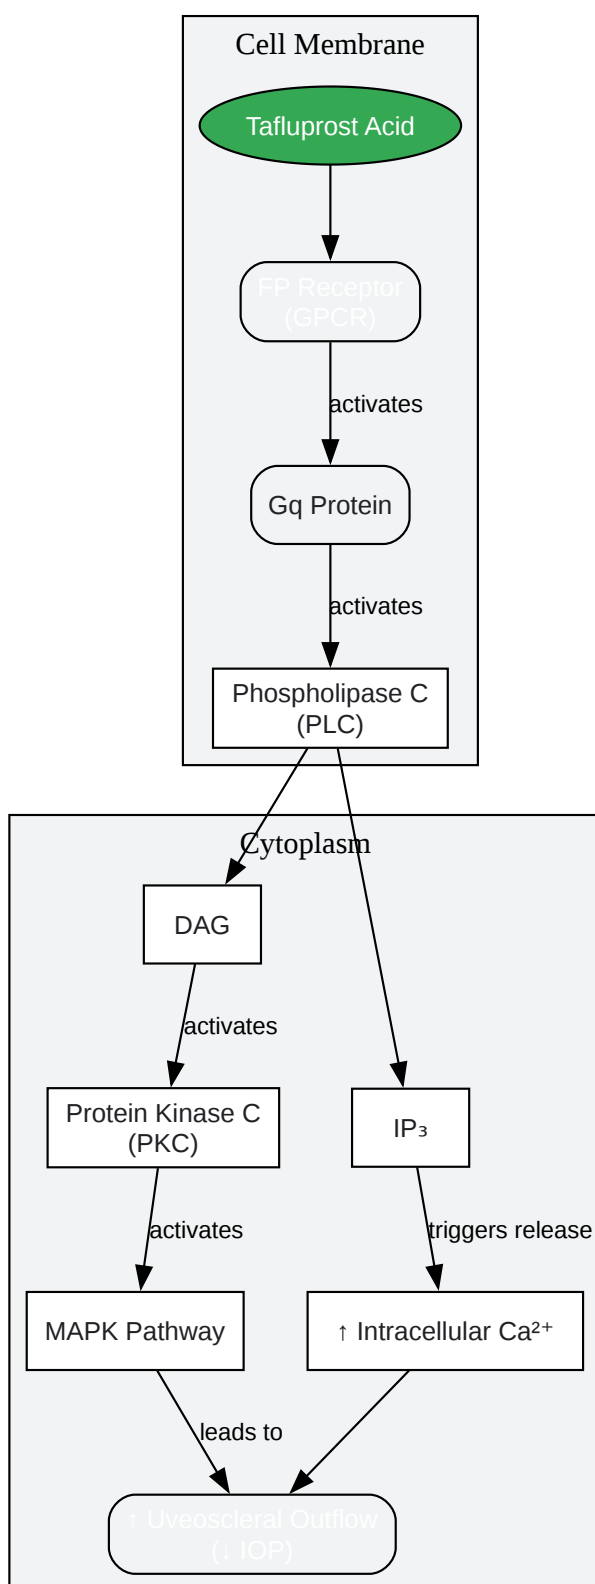 Cell Membrane
Tafluprost Acid
FP Receptor
(GPCR)
activates
Gq Protein
activates
Phospholipase C
(PLC)
Cytoplasm
DAG
activates
Protein Kinase C
(PKC)
IP₃
activates
triggers release
MAPK Pathway
↑ Intracellular Ca²⁺
leads to
↑ Uveoscleral Outflow
(↓ IOP)